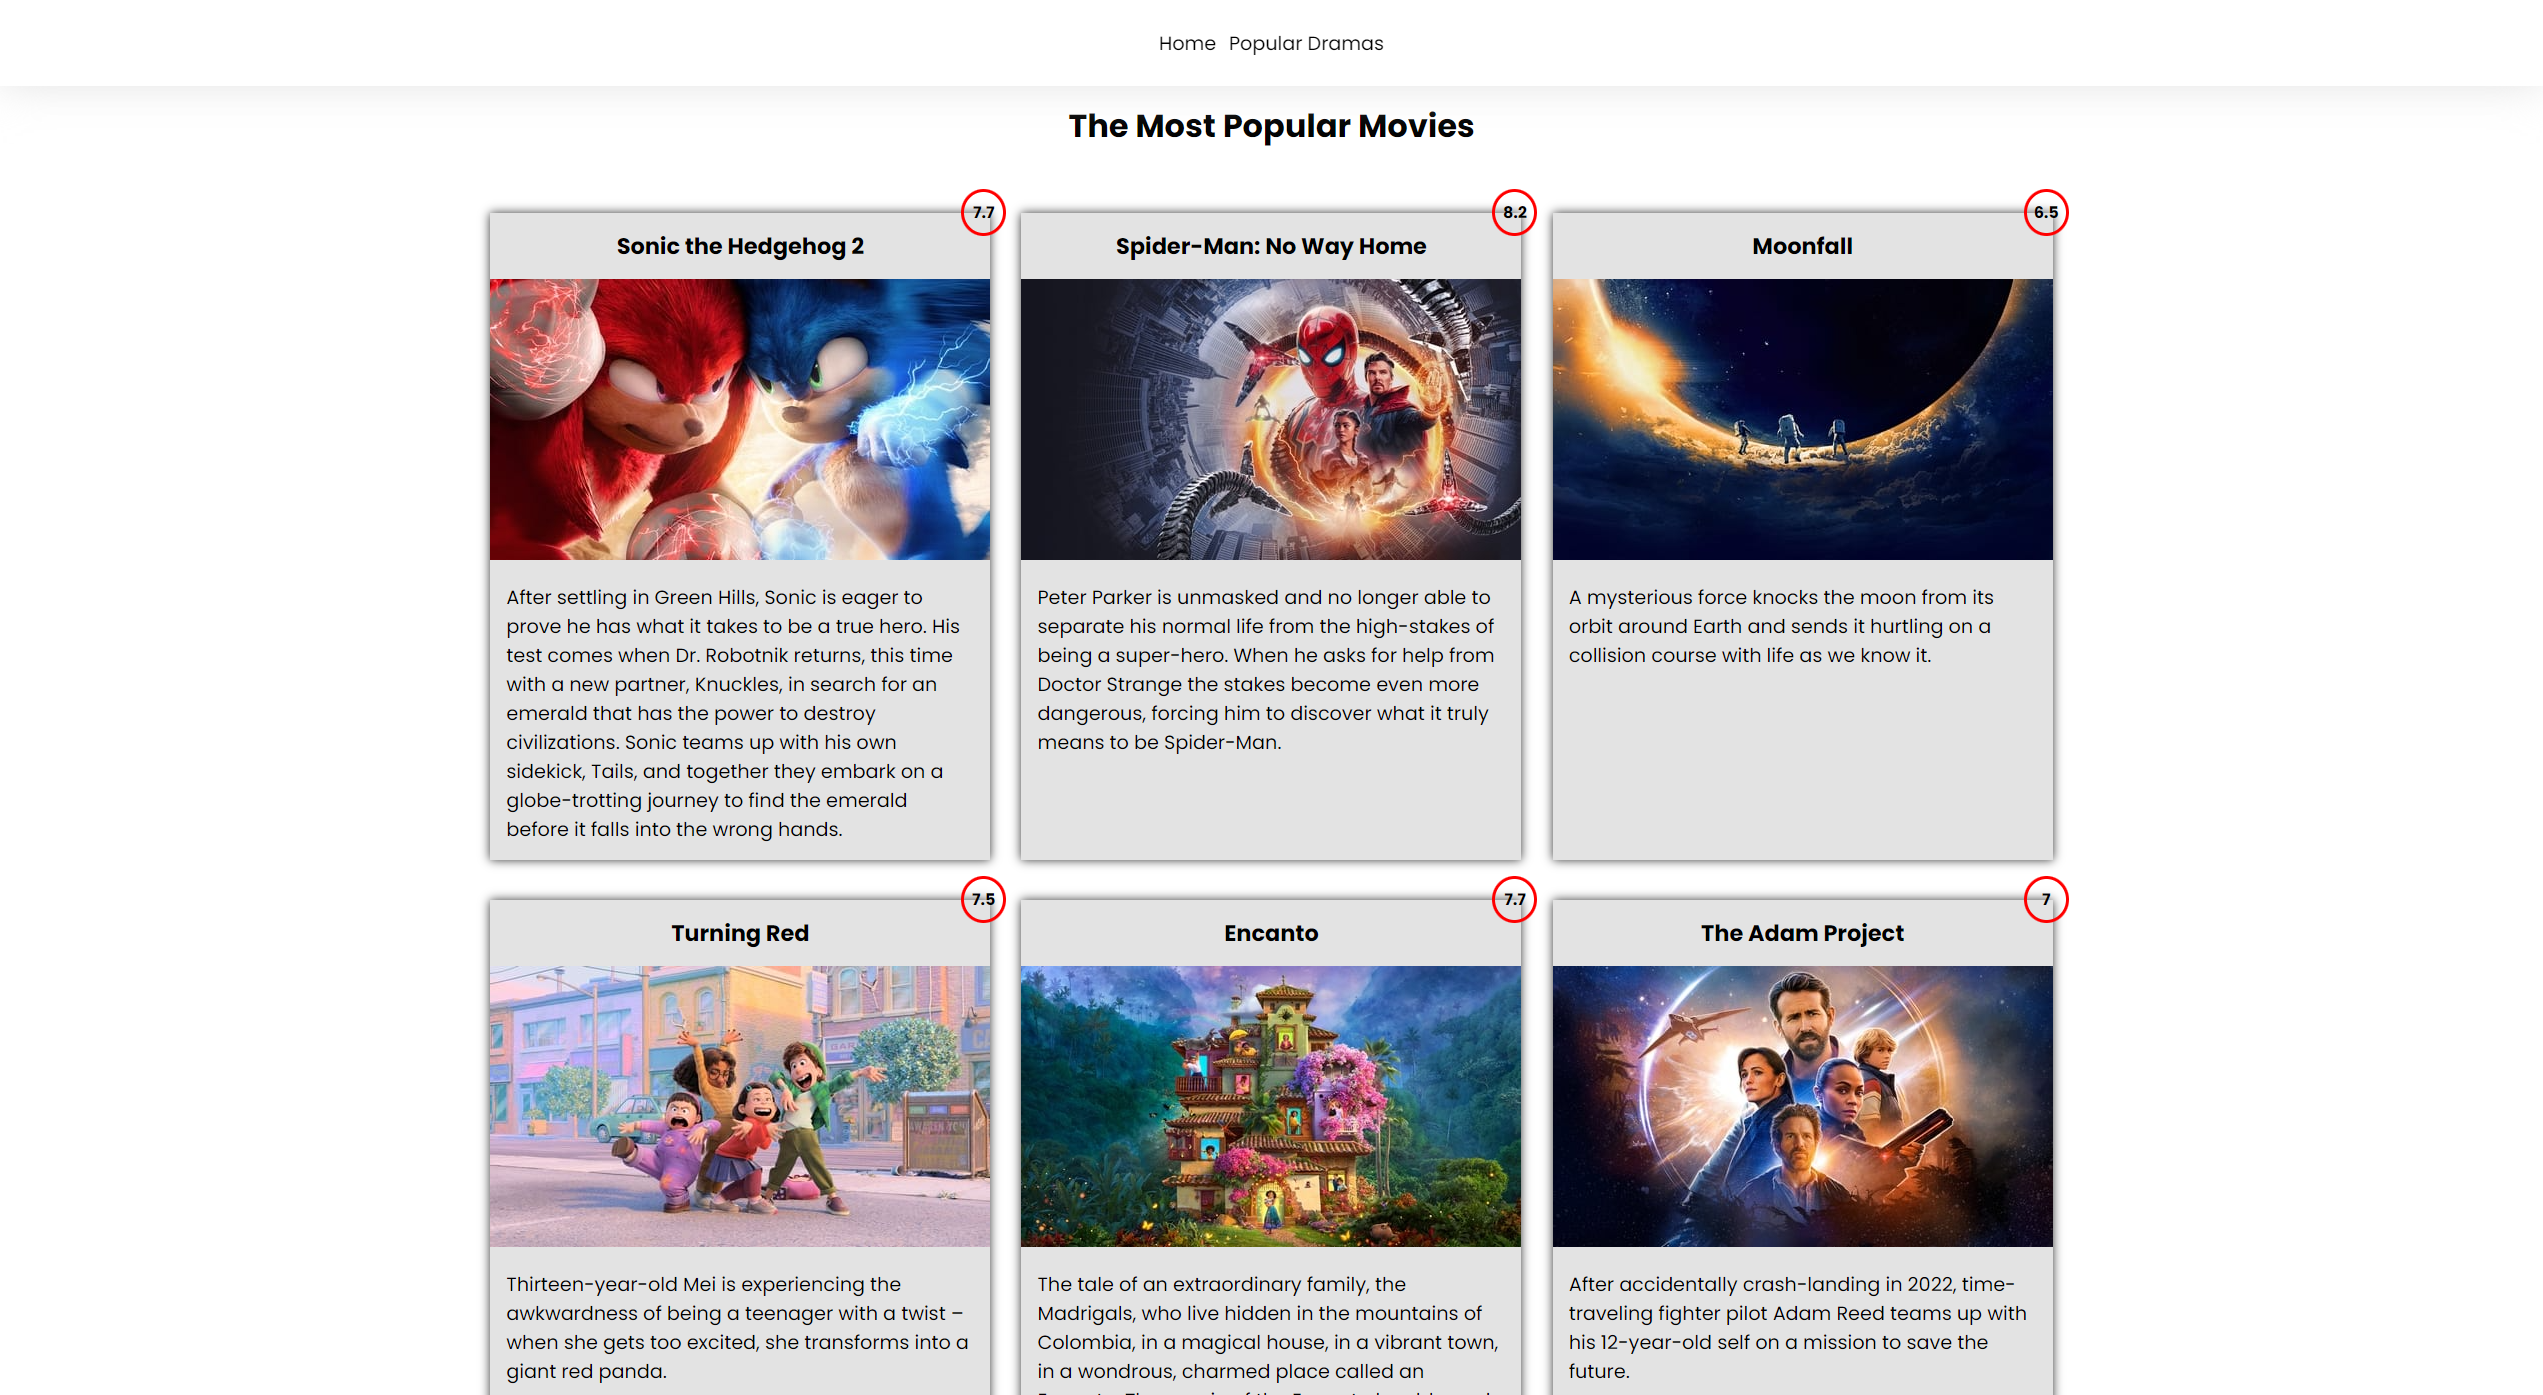 Home Popular Dramas
The Most Popular Movies
7.7
Sonic the Hedgehog 2
After settling in Green Hills, Sonic is eager to
prove he has what it takes to be a true hero. His
test comes when Dr. Robotnik returns, this time
with a new partner, Knuckles, in search for an
emerald that has the power to destroy
civilizations. Sonic teams up with his own
sidekick, Tails, and together they embark on a
globe-trotting journey to find the emerald
before it falls into the wrong hands.
8.2
Spider-Man: No Way Home
Peter Parker is unmasked and no longer able to
separate his normal life from the high-stakes of
being a super-hero. When he asks for help from
Doctor Strange the stakes become even more
dangerous, forcing him to discover what it truly
means to be Spider-Man.
6.5
Moonfall
A mysterious force knocks the moon from its
orbit around Earth and sends it hurtling on a
collision course with life as we know it.
7.5
Turning Red
Thirteen-year-old Mei is experiencing the
awkwardness of being a teenager with a twist –
when she gets too excited, she transforms into a
giant red panda.
7.7
Encanto
The tale of an extraordinary family, the
Madrigals, who live hidden in the mountains of
Colombia, in a magical house, in a vibrant town,
in a wondrous, charmed place called an
7
The Adam Project
After accidentally crash-landing in 2022, time-
traveling fighter pilot Adam Reed teams up with
his 12-year-old self on a mission to save the
future.